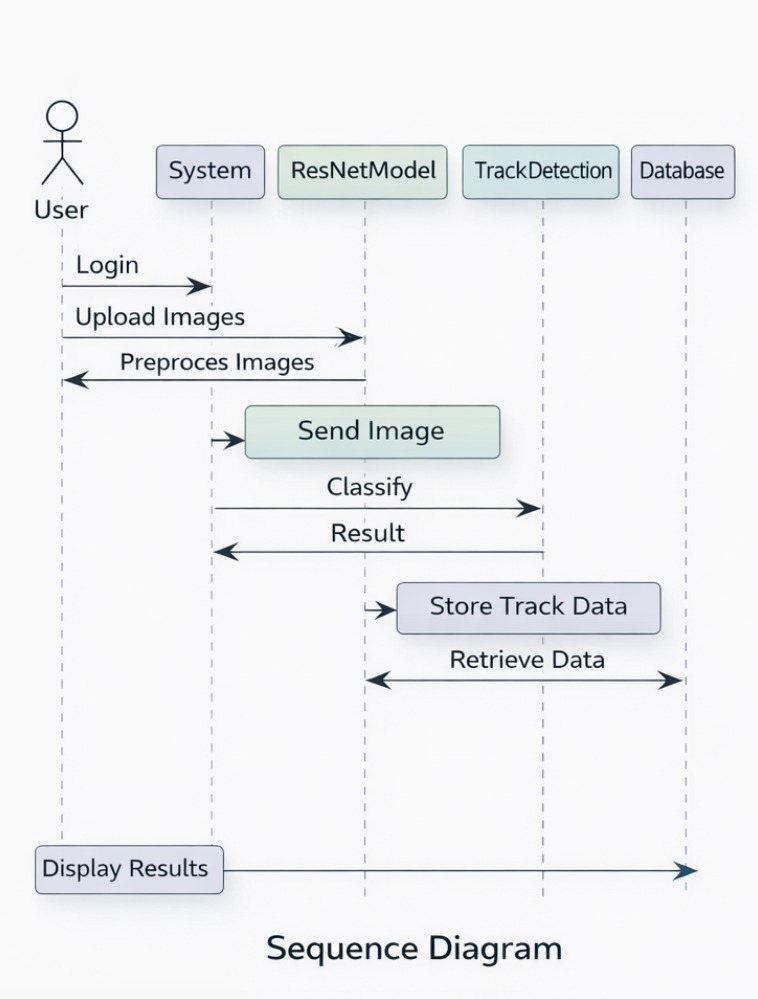 User
System
ResNetModel
TrackDetection
Database
Login
Upload Images
Preproces Images
Send Image
Classify
Result
Store Track Data
Retrieve Data
Display Results
Sequence Diagram